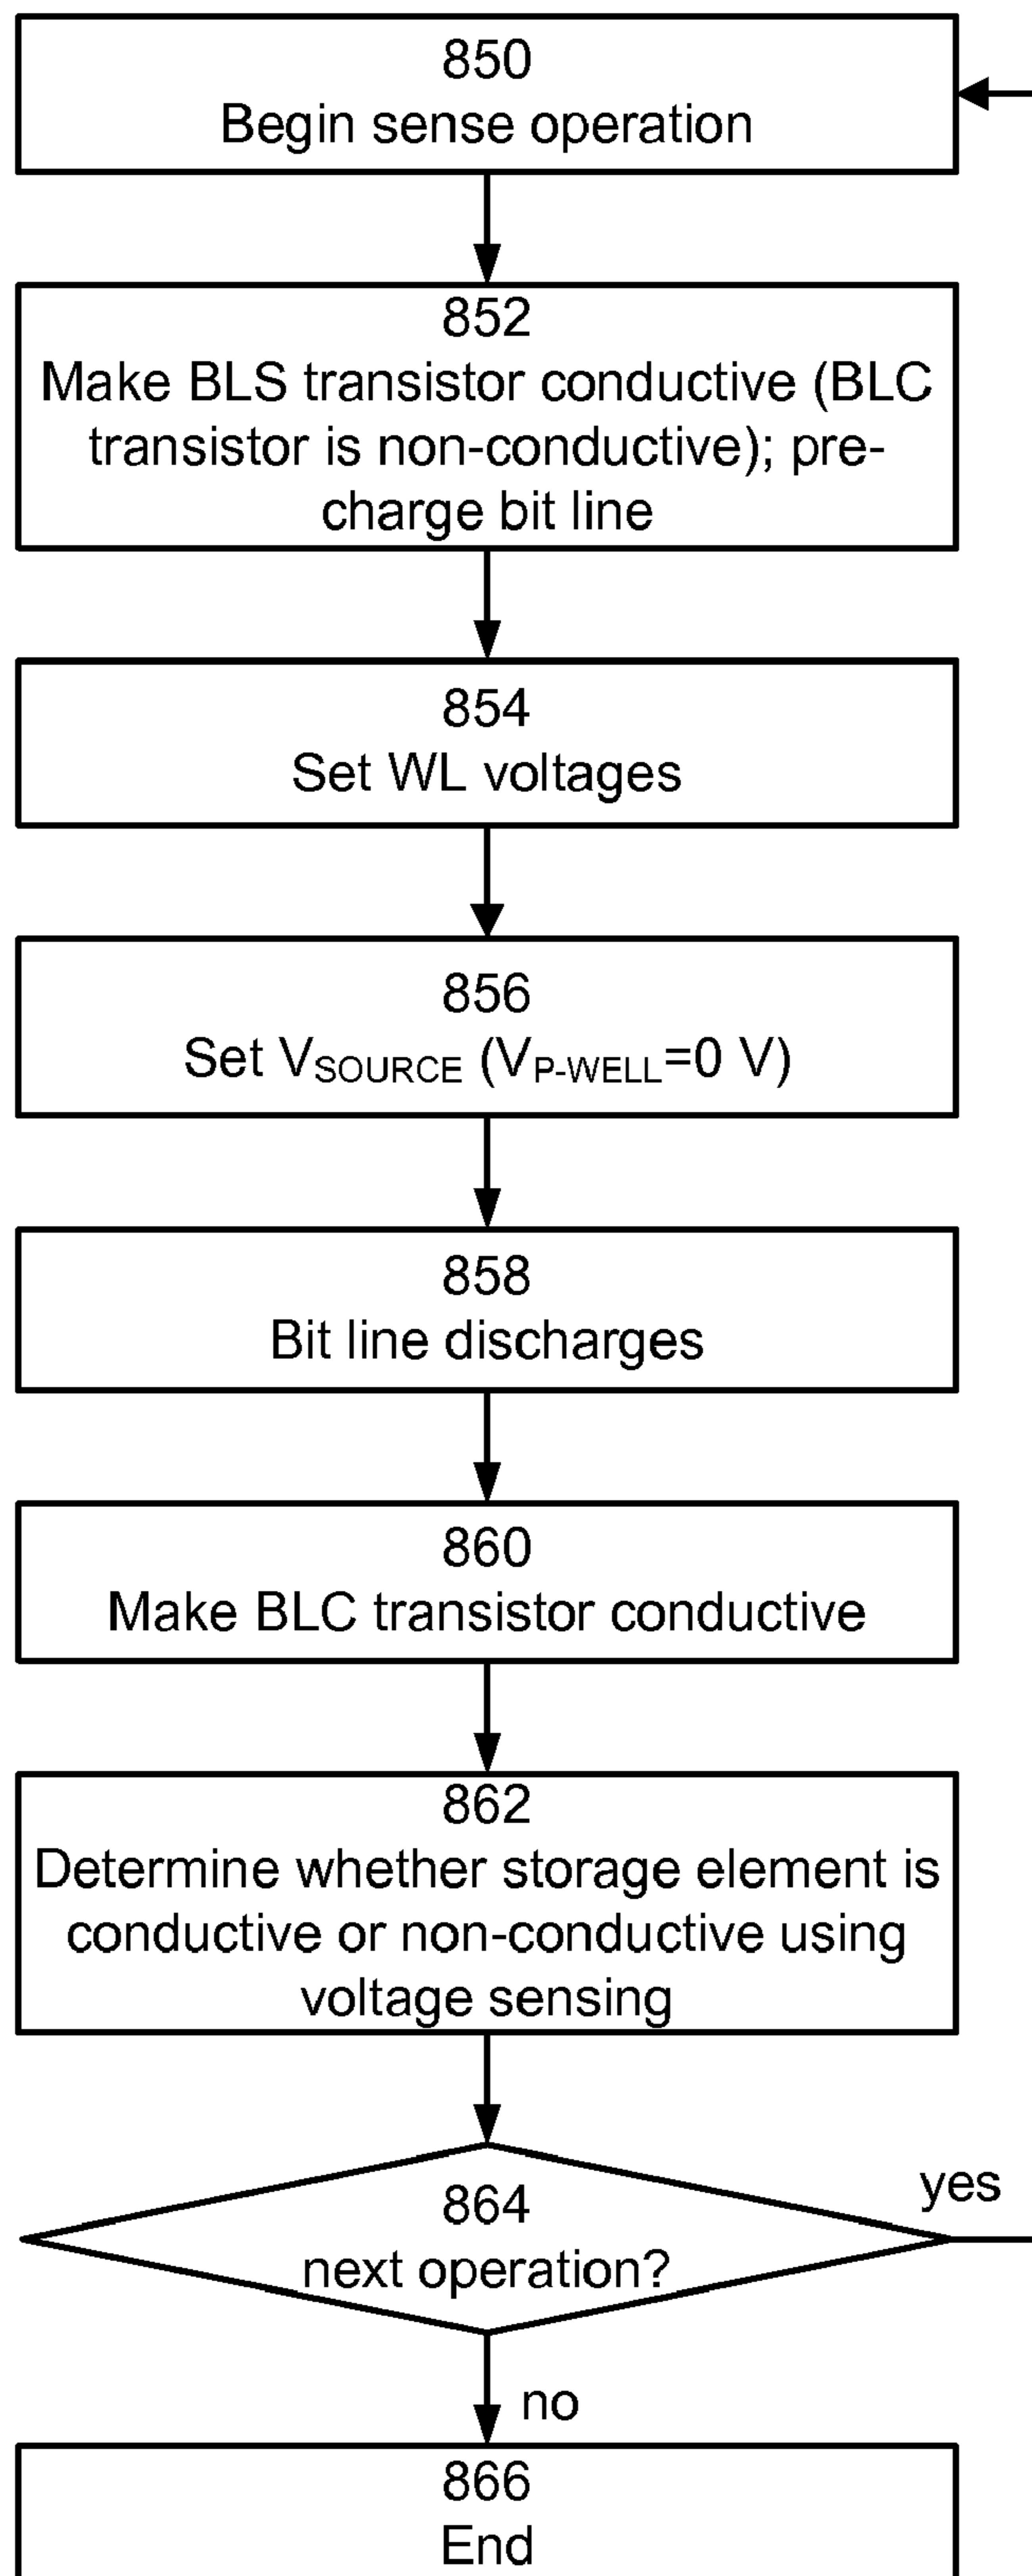 850
Begin sense operation
852
Make BLS transistor conductive (BLC
transistor is non-conductive); pre-
charge bit line
854
Set WL voltages
856
Set VSOURCE (VP-WELL=0 V)
858
Bit line discharges
860
Make BLC transistor conductive
862
Determine whether storage element is
conductive or non-conductive using
voltage sensing
864
next operation?
yes
no
866
End